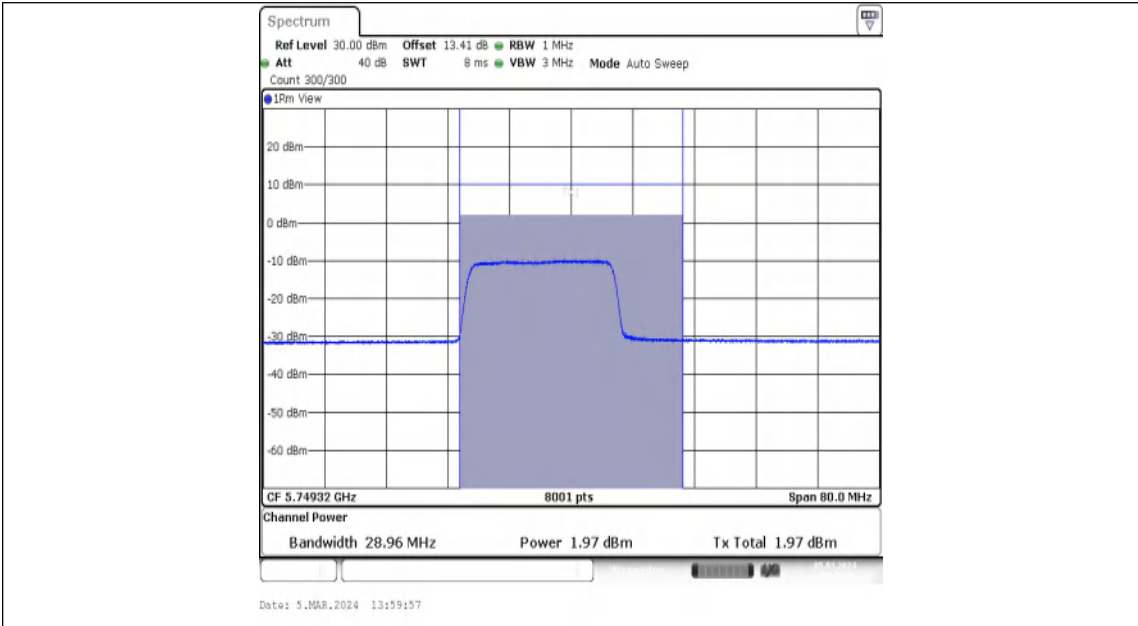 Spectrum
Ref Level 30.00 dBm Offset 13.41 dB RBW 1 MHz
Att 40 dB SWT 8 ms VBW 3 MHz Mode Auto Sweep
Count 300/300
1Rm View
20 dBm
10 dBm
0 dBm
-10 dBm
-20 dBm
-30 dBm
-40 dBm
-50 dBm
-60 dBm
CF 5.74932 GHz 8001 pts Span 80.0 MHz
Channel Power
Bandwidth 28.96 MHz Power 1.97 dBm Tx Total 1.97 dBm
Date: 5.MAR.2024 13:59:57